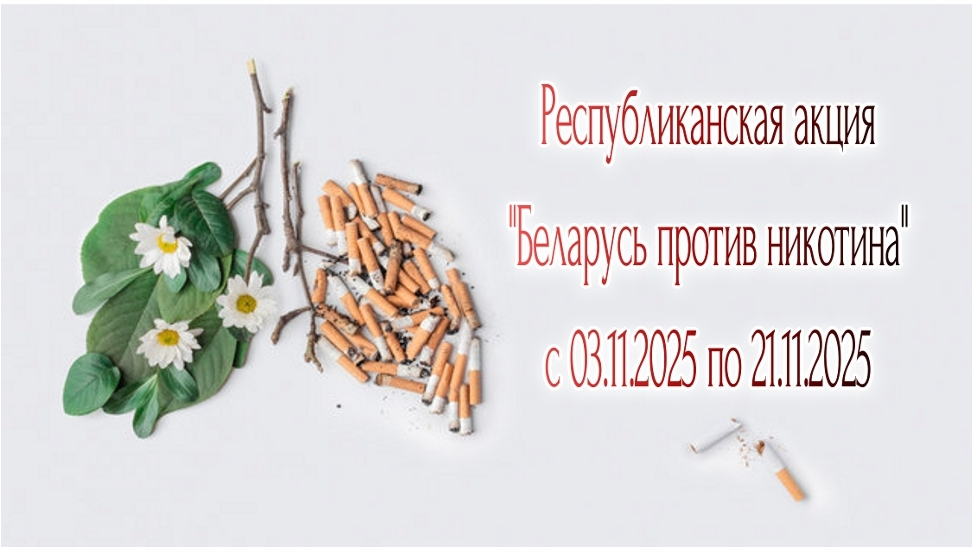 Республиканская акция
"Беларусь против никотина"
с 03.11.2025 по 21.11.2025